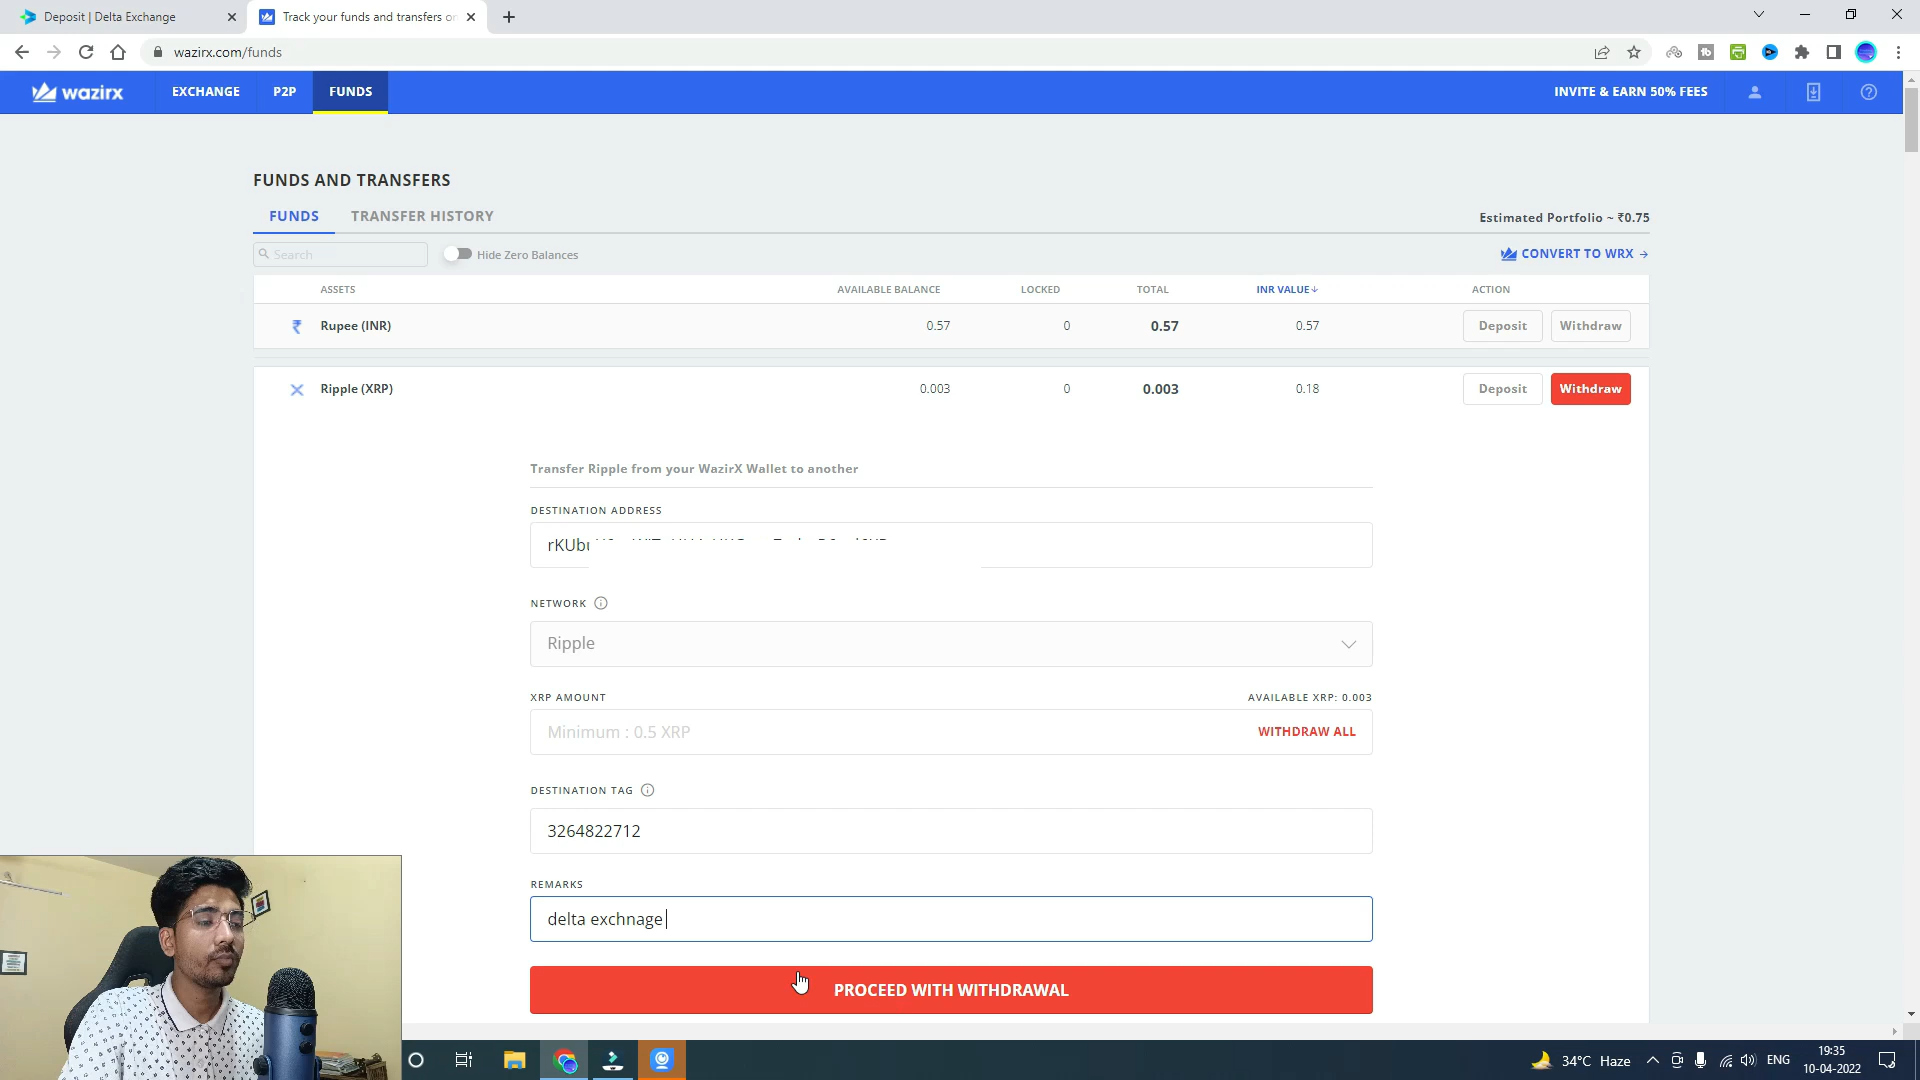 Deposit | Delta Exchange
Track your funds and transfers on
wazirx.com/funds
wazirx
EXCHANGE
P2P
FUNDS
INVITE & EARN 50% FEES
FUNDS AND TRANSFERS
FUNDS
TRANSFER HISTORY
Estimated Portfolio ~ ₹0.75
Search
Hide Zero Balances
CONVERT TO WRX →
ASSETS AVAILABLE BALANCE LOCKED TOTAL INR VALUE↓ ACTION
₹ Rupee (INR) 0.57 0 0.57 0.57 Deposit Withdraw
Ripple (XRP) 0.003 0 0.003 0.18 Deposit Withdraw
Transfer Ripple from your WazirX Wallet to another
DESTINATION ADDRESS
NETWORK
Ripple
XRP AMOUNT AVAILABLE XRP: 0.003
Minimum : 0.5 XRP WITHDRAW ALL
DESTINATION TAG
3264822712
REMARKS
delta exchnage
PROCEED WITH WITHDRAWAL
34°C Haze
ENG
19:35
10-04-2022